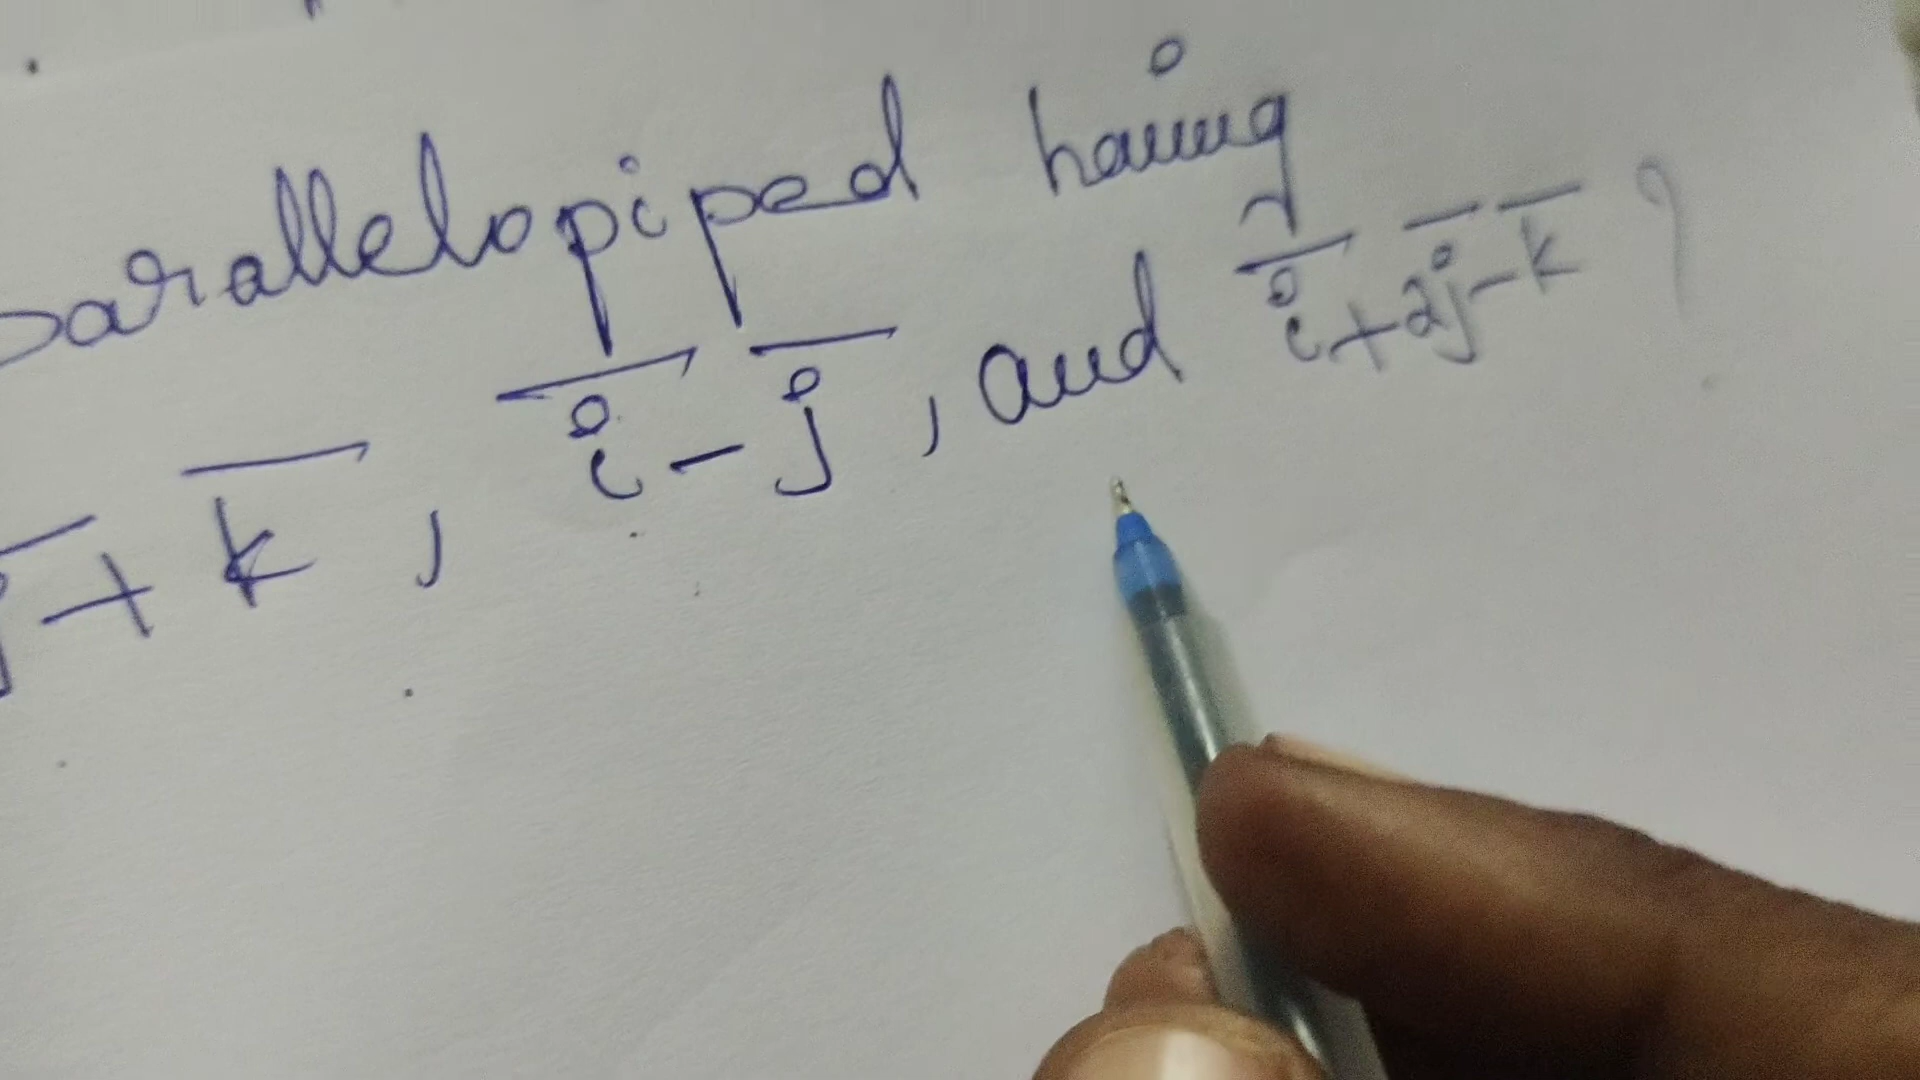 parallelopiped having
j + k , i - j , and i + 2j - k ?